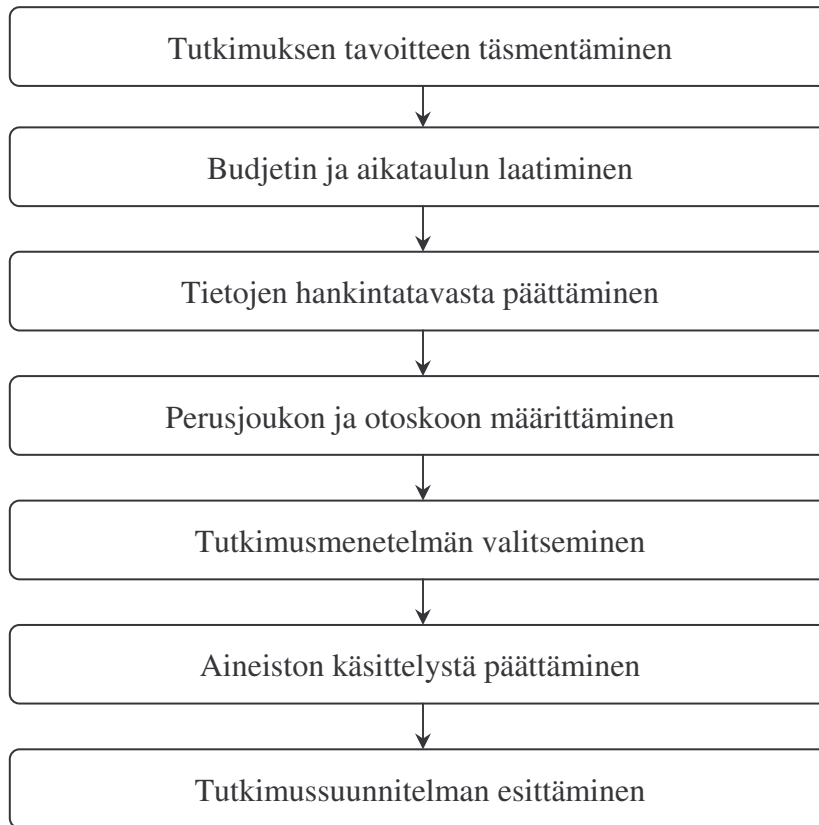 Tutkimuksen tavoitteen täsmentäminen
Budjetin ja aikataulun laatiminen
Tietojen hankintatavasta päättäminen
Perusjoukon ja otoskoon määrittäminen
Tutkimusmenetelmän valitseminen
Aineiston käsittelystä päättäminen
Tutkimussuunnitelman esittäminen